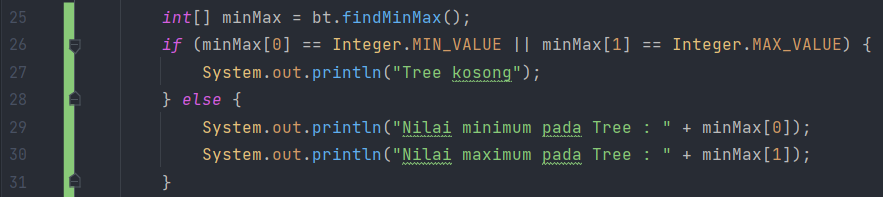 25 int[] minMax = bt.findMinMax();
26 if (minMax[0] == Integer.MIN_VALUE || minMax[1] == Integer.MAX_VALUE) {
27 System.out.println("Tree kosong");
28 } else {
29 System.out.println("Nilai minimum pada Tree : " + minMax[0]);
30 System.out.println("Nilai maximum pada Tree : " + minMax[1]);
31 }